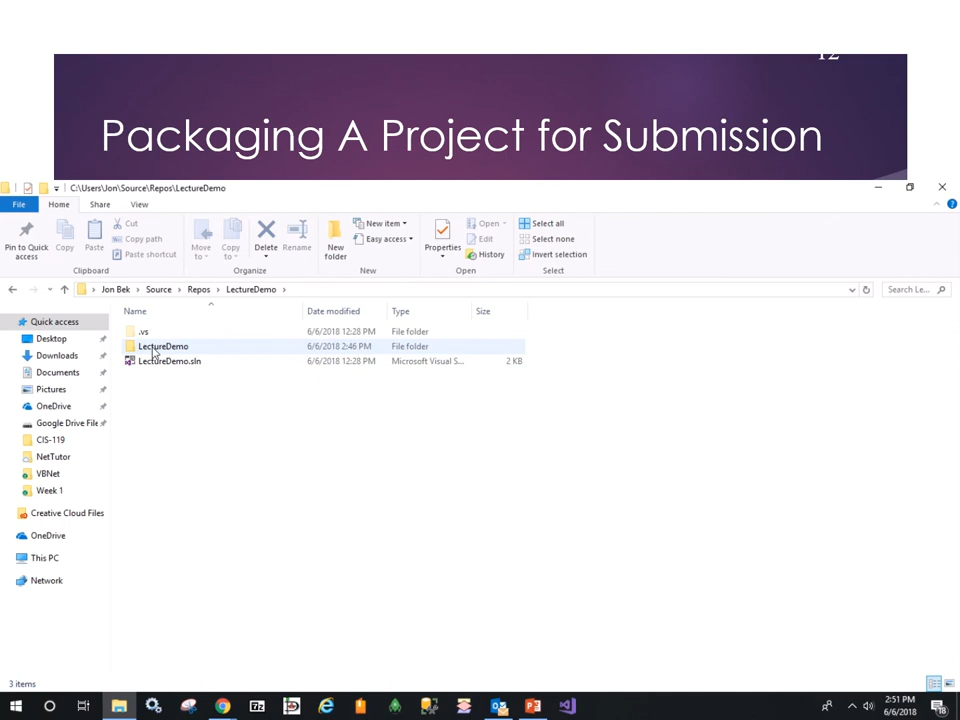 12
Packaging A Project for Submission
C:\Users\Jon\Source\Repos\LectureDemo
File Home Share View
Pin to Quick access
Copy
Paste
Cut
Copy path
Paste shortcut
Clipboard
Move to
Copy to
Delete
Rename
Organize
New folder
New item
Easy access
New
Properties
Open
Edit
History
Open
Select all
Select none
Invert selection
Select
Jon Bek > Source > Repos > LectureDemo >
Search Le...
Name Date modified Type Size
.vs 6/6/2018 12:28 PM File folder
LectureDemo 6/6/2018 2:46 PM File folder
LectureDemo.sln 6/6/2018 12:28 PM Microsoft Visual S... 2 KB
Quick access
Desktop
Downloads
Documents
Pictures
OneDrive
Google Drive File
CIS-119
NetTutor
VBNet
Week 1
Creative Cloud Files
OneDrive
This PC
Network
3 items
2:51 PM
6/6/2018
18